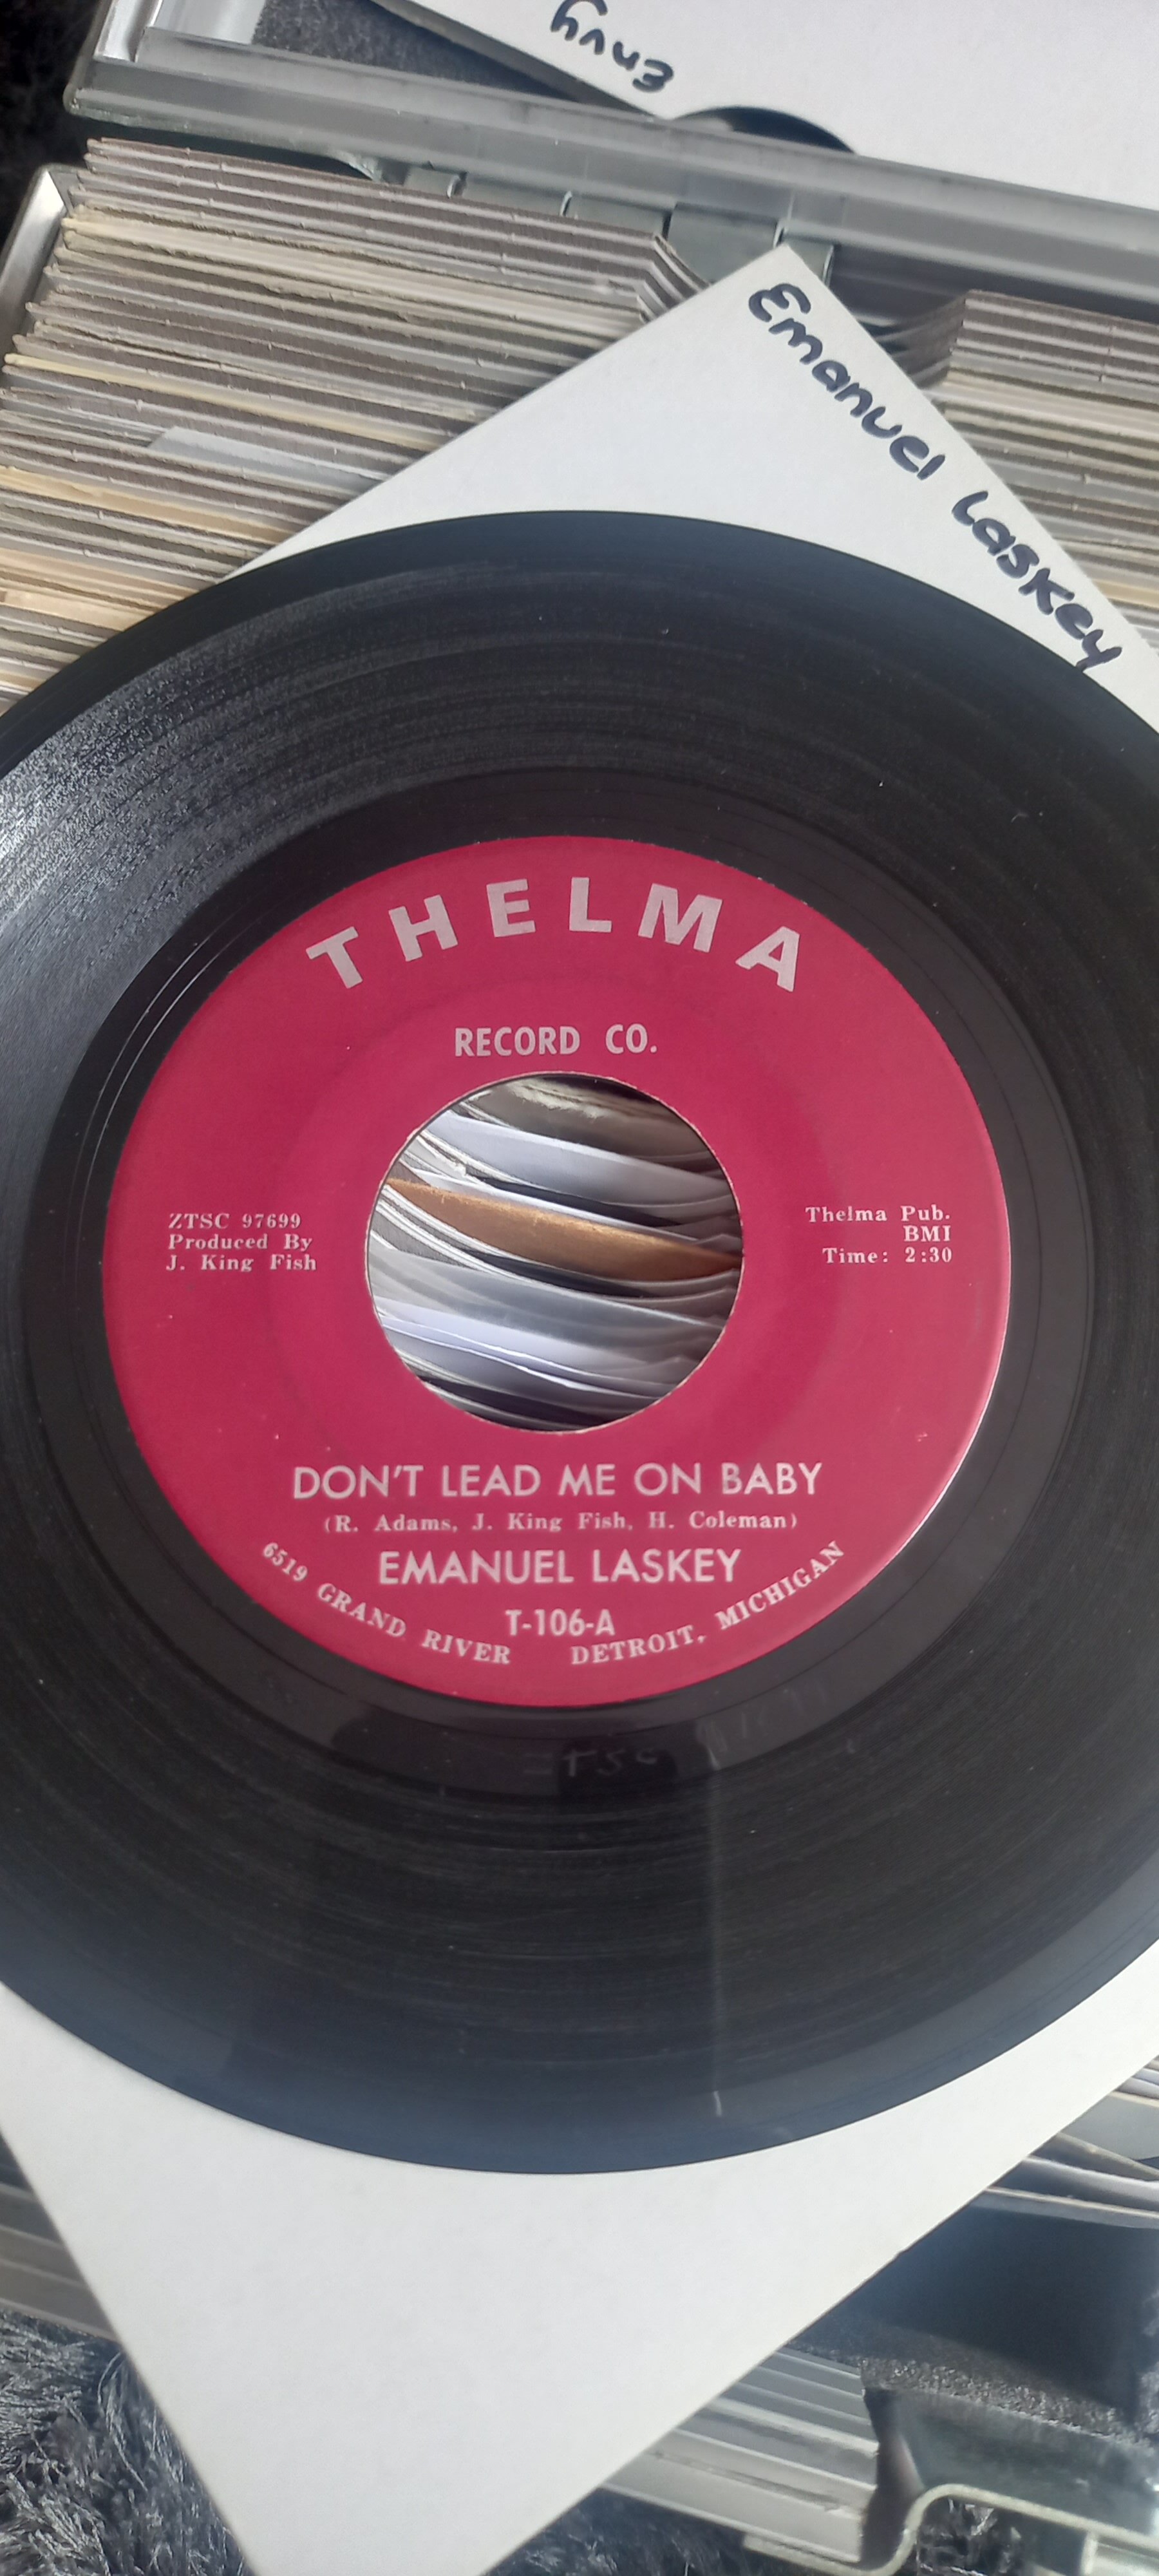 Envy
Emanuel Laskey
THELMA
RECORD CO.
ZTSC 97699
Produced By
J. King Fish
Thelma Pub.
BMI
Time: 2:30
DON'T LEAD ME ON BABY
(R. Adams, J. King Fish, H. Coleman)
EMANUEL LASKEY
T-106-A
6519 GRAND RIVER DETROIT, MICHIGAN